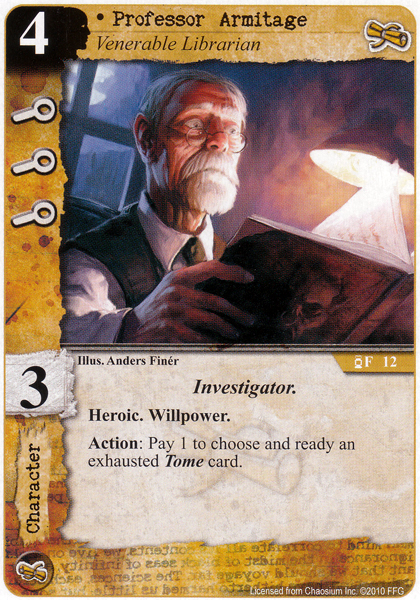 4
• Professor Armitage
Venerable Librarian
Illus. Anders Finér
F 12
3
Investigator.
Heroic. Willpower.
Action: Pay 1 to choose and ready an
exhausted Tome card.
Character
Licensed from Chaosium Inc. ©2010 FFG